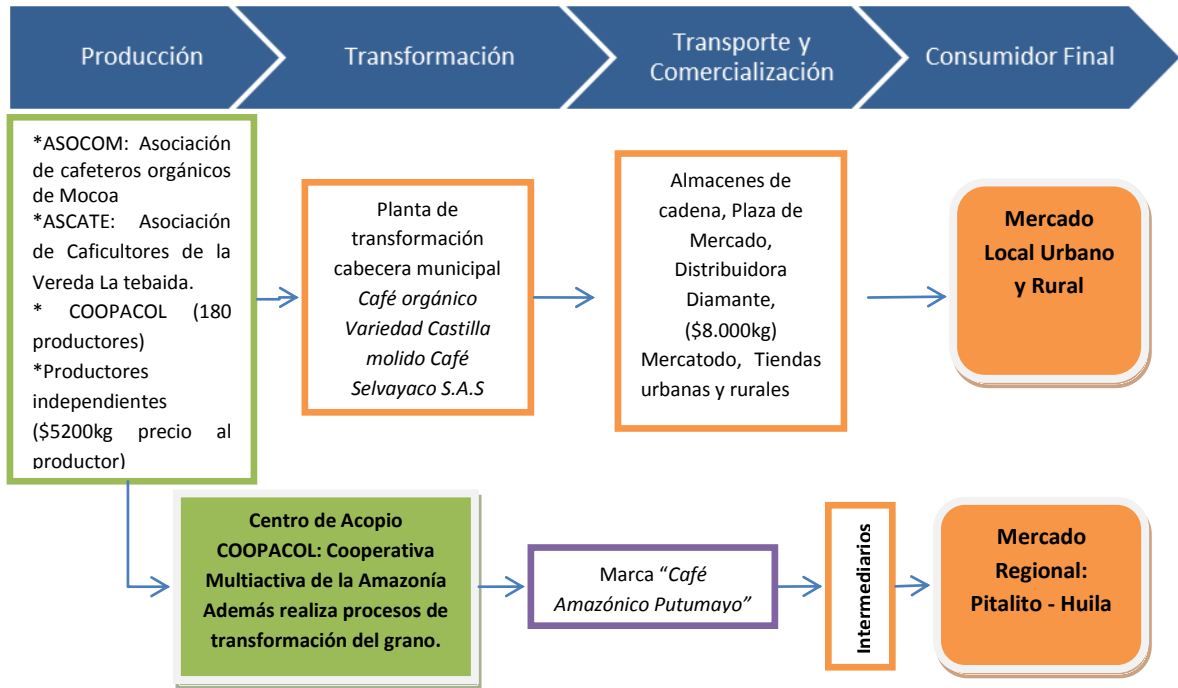 Producción
Transformación
Transporte y
Comercialización
Consumidor Final
*ASOCOM: Asociación
de cafeteros orgánicos
de Mocoa
*ASCATE: Asociación
de Caficultores de la
Vereda La tebaida.
* COOPACOL (180
productores)
*Productores
independientes
($5200kg precio al
productor)
Planta de
transformación
cabecera municipal
Café orgánico
Variedad Castilla
molido Café
Selvayaco S.A.S
Almacenes de
cadena, Plaza de
Mercado,
Distribuidora
Diamante,
($8.000kg)
Mercatodo, Tiendas
urbanas y rurales
Mercado
Local Urbano
y Rural
Centro de Acopio
COOPACOL: Cooperativa
Multiactiva de la Amazonía
Además realiza procesos de
transformación del grano.
Marca “Café
Amazónico Putumayo”
Intermediarios
Mercado
Regional:
Pitalito - Huila